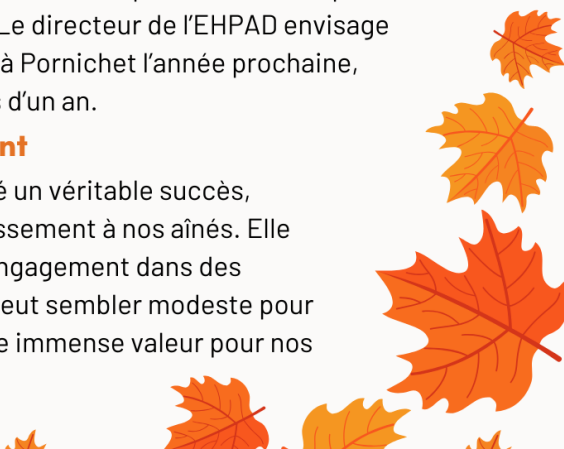 Le directeur de l'EHPAD envisage
à Pornichet l'année prochaine,
d'un an.
nt
un véritable succès,
ssement à nos aînés. Elle
ngagement dans des
eut sembler modeste pour
e immense valeur pour nos